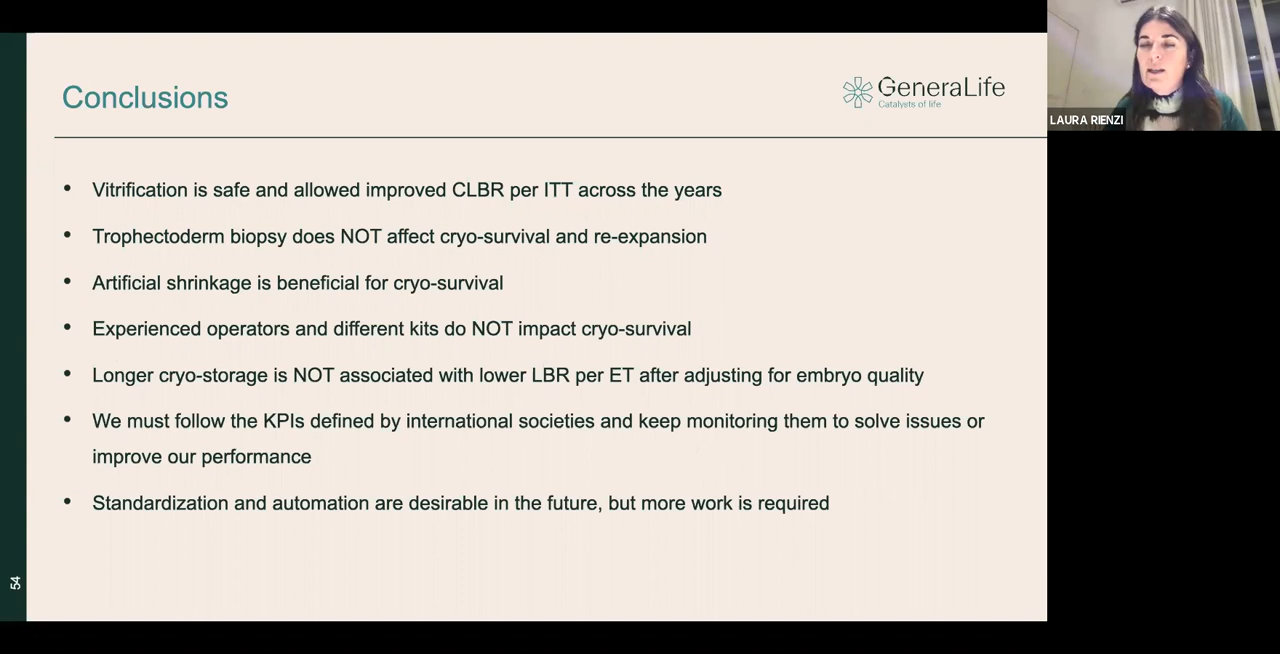 Conclusions
GeneraLife
Catalysts of life
LAURA RIENZI
• Vitrification is safe and allowed improved CLBR per ITT across the years
• Trophectoderm biopsy does NOT affect cryo-survival and re-expansion
• Artificial shrinkage is beneficial for cryo-survival
• Experienced operators and different kits do NOT impact cryo-survival
• Longer cryo-storage is NOT associated with lower LBR per ET after adjusting for embryo quality
• We must follow the KPIs defined by international societies and keep monitoring them to solve issues or
improve our performance
• Standardization and automation are desirable in the future, but more work is required
54